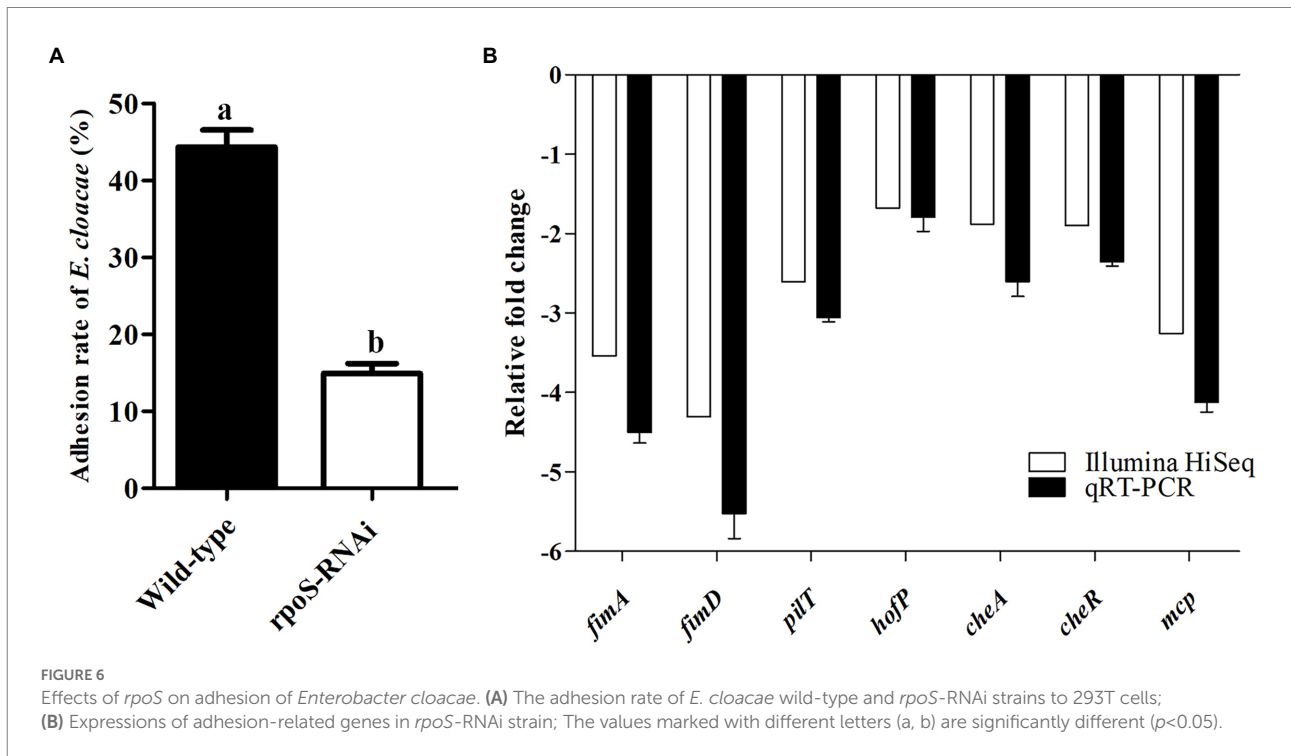 A
Adhesion rate of E. cloacae (%)
50
40
30
20
10
0
a
b
Wild-type
rpoS-RNAi
B
Relative fold change
0
-1
-2
-3
-4
-5
-6
Illumina HiSeq
qRT-PCR
fimA
fimD
pilT
hofP
cheA
cheR
mcp
FIGURE 6
Effects of rpoS on adhesion of Enterobacter cloacae. (A) The adhesion rate of E. cloacae wild-type and rpoS-RNAi strains to 293T cells;
(B) Expressions of adhesion-related genes in rpoS-RNAi strain; The values marked with different letters (a, b) are significantly different (p<0.05).